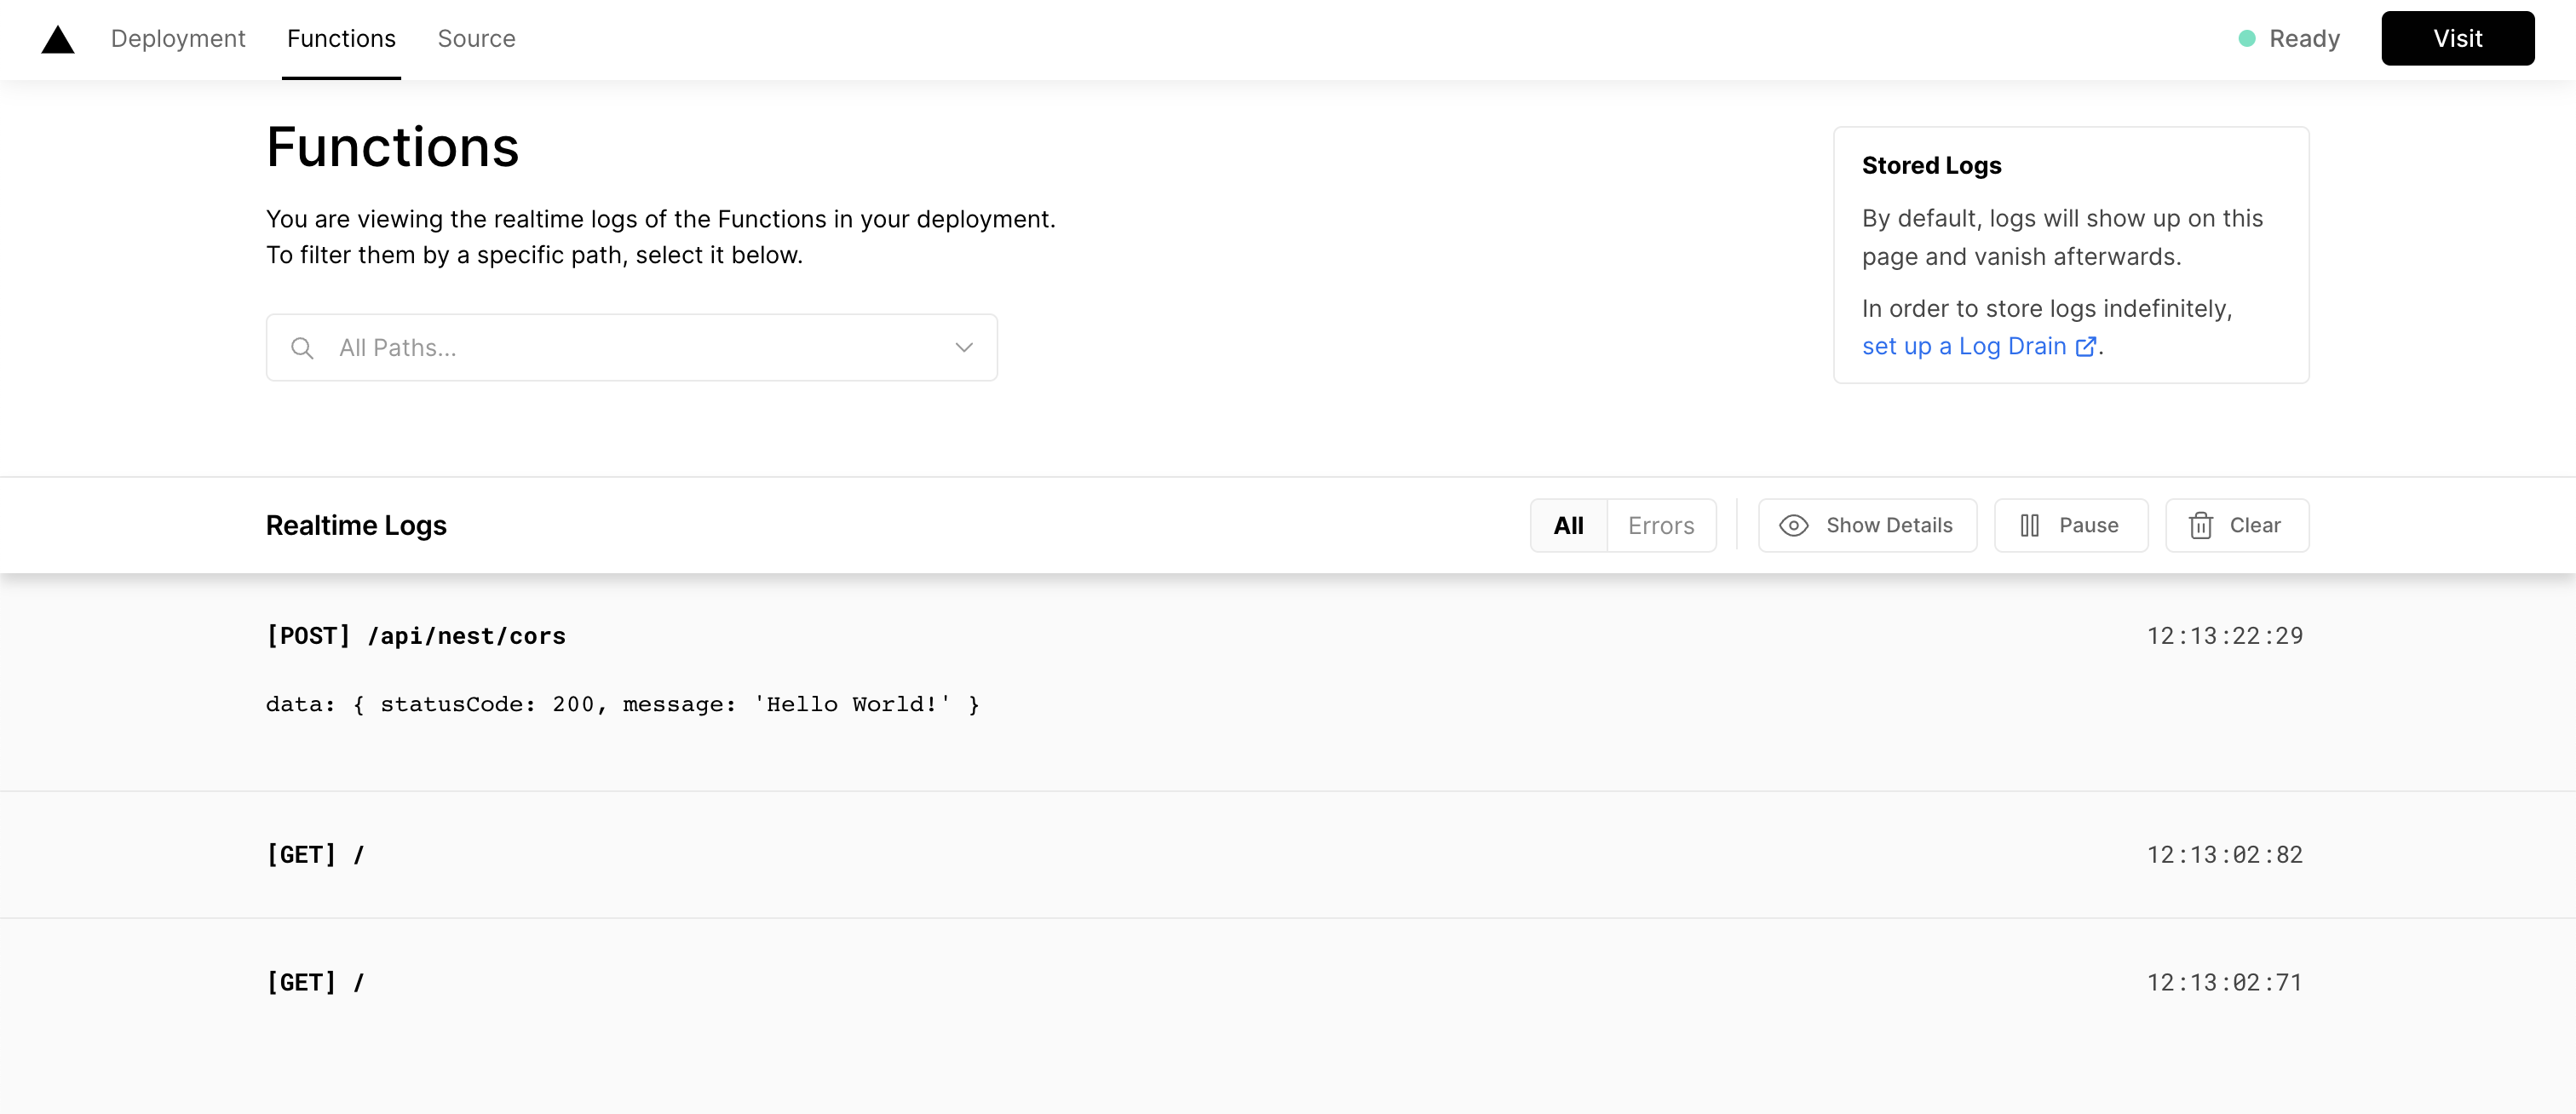 Deployment Functions Source Ready Visit
Functions
You are viewing the realtime logs of the Functions in your deployment.
To filter them by a specific path, select it below.
All Paths...
Stored Logs
By default, logs will show up on this
page and vanish afterwards.
In order to store logs indefinitely,
set up a Log Drain.
Realtime Logs All Errors Show Details Pause Clear
[POST] /api/nest/cors 12:13:22:29
data: { statusCode: 200, message: 'Hello World!' }
[GET] / 12:13:02:82
[GET] / 12:13:02:71